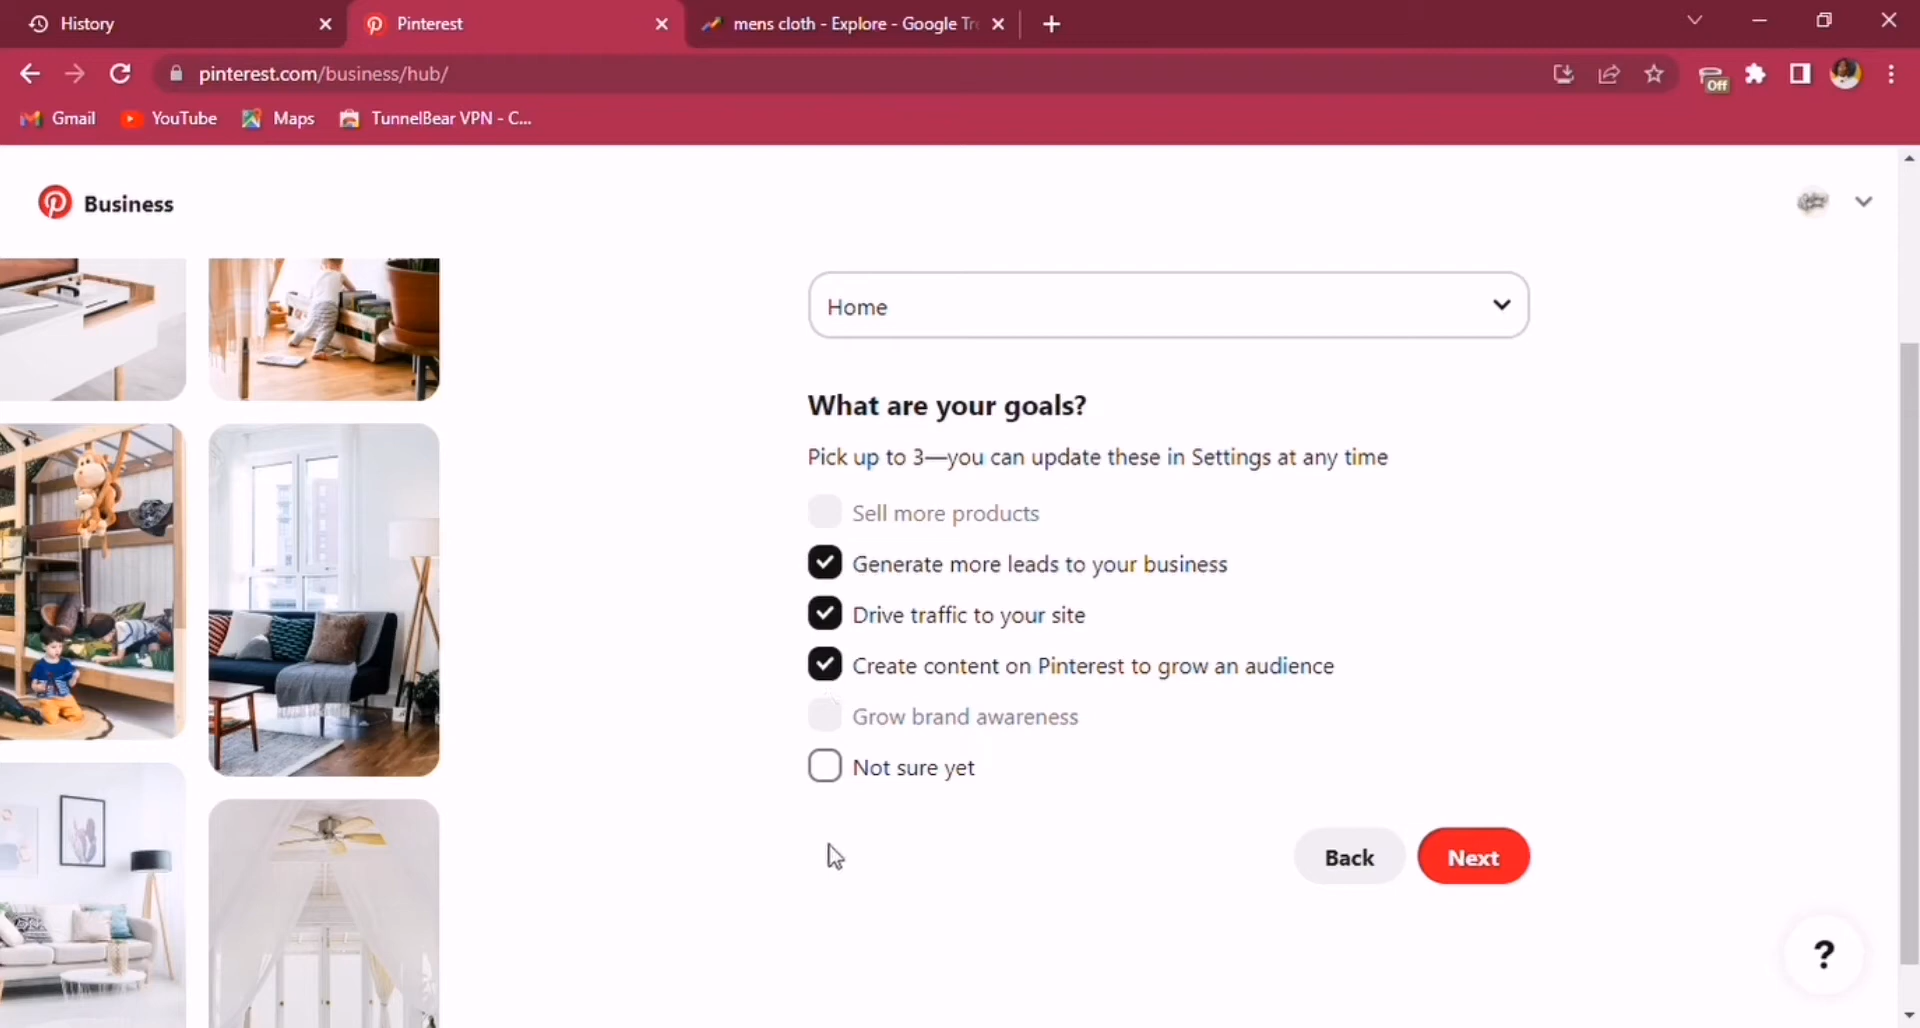 History
Pinterest
mens cloth - Explore - Google Tre
pinterest.com/business/hub/
Off
Gmail
YouTube
Maps
TunnelBear VPN - C...
Business
Home
What are your goals?
Pick up to 3—you can update these in Settings at any time
Sell more products
Generate more leads to your business
Drive traffic to your site
Create content on Pinterest to grow an audience
Grow brand awareness
Not sure yet
Back
Next
?